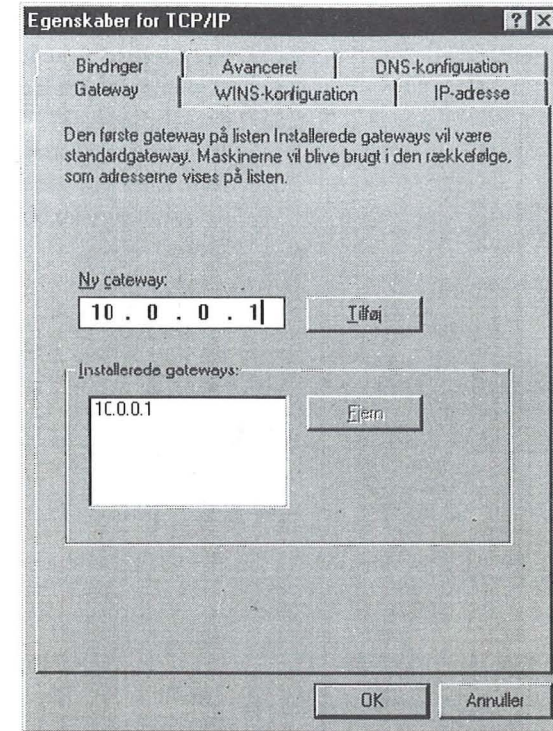 Egenskaber for TCP/IP
Bindinger Avanceret DNS-konfiguration
Gateway WINS-konfiguration IP-adresse
Den første gateway på listen Installerede gateways vil være
standardgateway. Maskinerne vil blive brugt i den rækkefølge,
som adresserne vises på listen.
Ny gateway:
10 . 0 . 0 . 1
Tilføj
Installerede gateways:
10.0.0.1
Fjern
OK Annuller